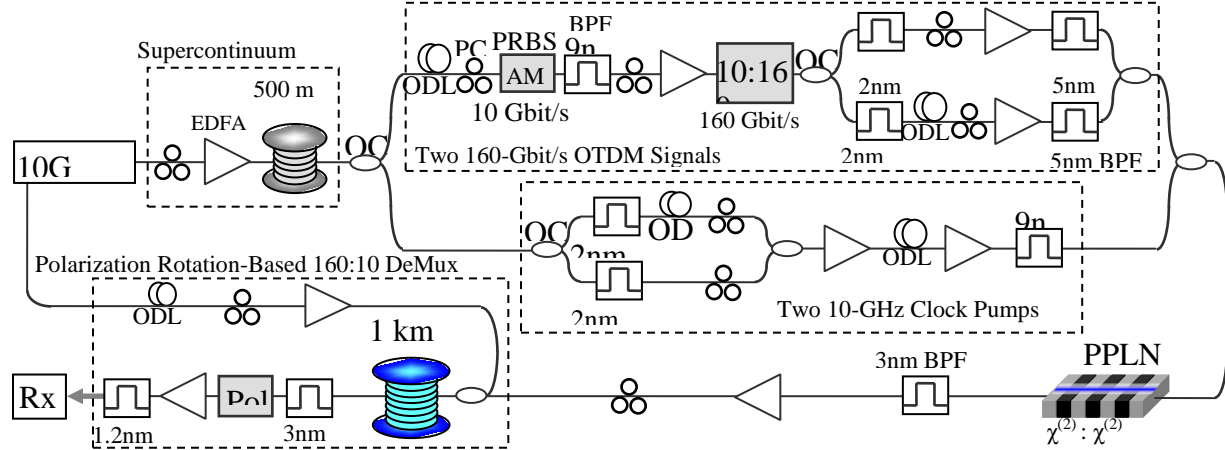 Supercontinuum
500 m
EDFA
10G
OC
ODL
PC
PRBS
AM
10 Gbit/s
BPF
9n
10:16
160 Gbit/s
OC
2nm
5nm
2nm
ODL
5nm BPF
Two 160-Gbit/s OTDM Signals
OC
2nm
OD
2nm
ODL
9n
Two 10-GHz Clock Pumps
Polarization Rotation-Based 160:10 DeMux
ODL
1 km
Rx
1.2nm
Pol
3nm
3nm BPF
PPLN
χ(2) : χ(2)